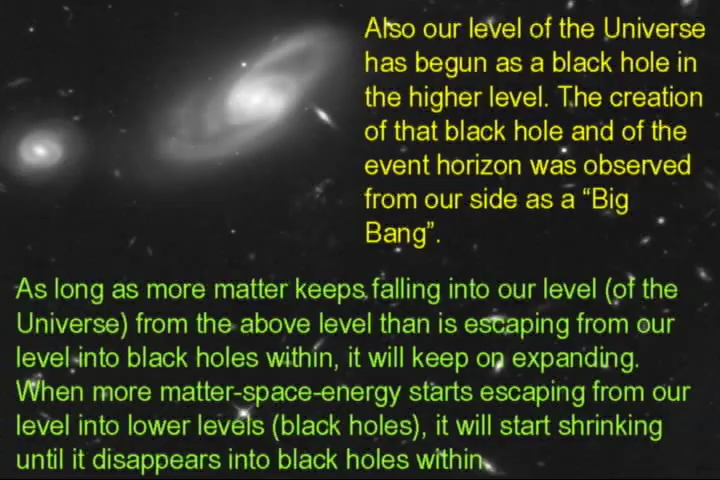 Also our level of the Universe
has begun as a black hole in
the higher level. The creation
of that black hole and of the
event horizon was observed
from our side as a “Big
Bang”.
As long as more matter keeps falling into our level (of the
Universe) from the above level than is escaping from our
level into black holes within, it will keep on expanding.
When more matter-space-energy starts escaping from our
level into lower levels (black holes), it will start shrinking
until it disappears into black holes within.